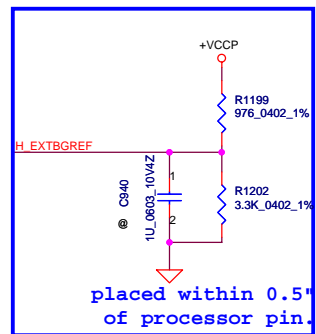 +VCCP
R1199
976_0402_1%
H_EXTBGREF
1
C940
1U_0603_10V4Z
@
2
R1202
3.3K_0402_1%
placed within 0.5"
of processor pin.